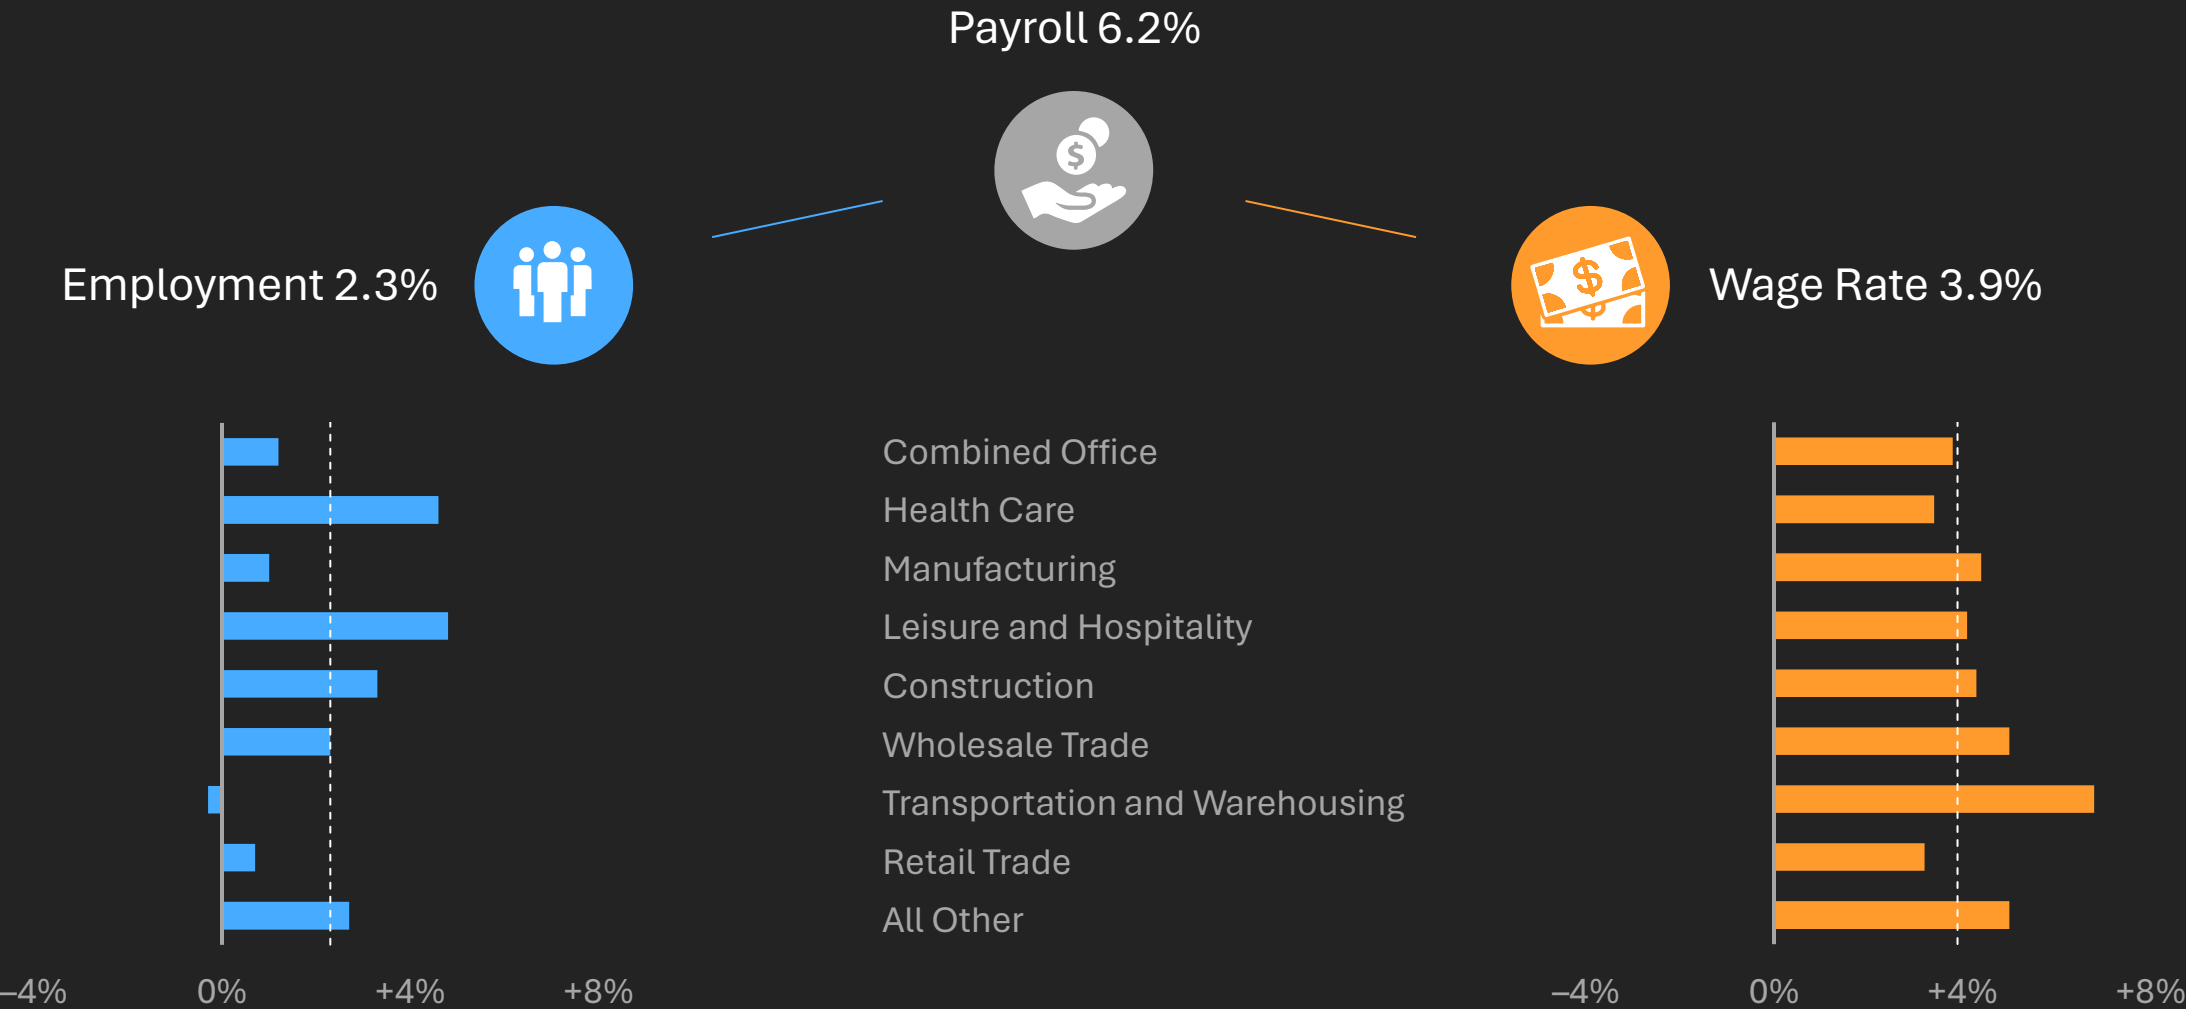 Payroll 6.2%
Employment 2.3%
Wage Rate 3.9%
Combined Office
Health Care
Manufacturing
Leisure and Hospitality
Construction
Wholesale Trade
Transportation and Warehousing
Retail Trade
All Other
–4% 0% +4% +8%
–4% 0% +4% +8%